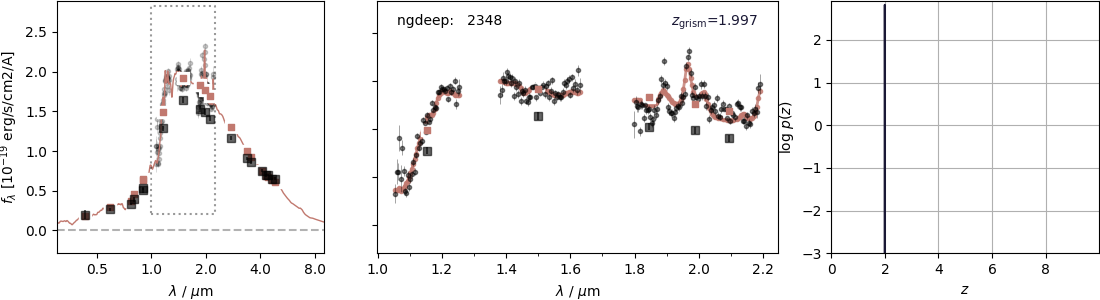 ngdeep: 2348
z_grism=1.997
f_λ [10^−19 erg/s/cm2/A]
2.5
2.0
1.5
1.0
0.5
0.0
0.5 1.0 2.0 4.0 8.0
λ / μm
1.0 1.2 1.4 1.6 1.8 2.0 2.2
λ / μm
log p(z)
2
1
0
−1
−2
−3
0 2 4 6 8
z